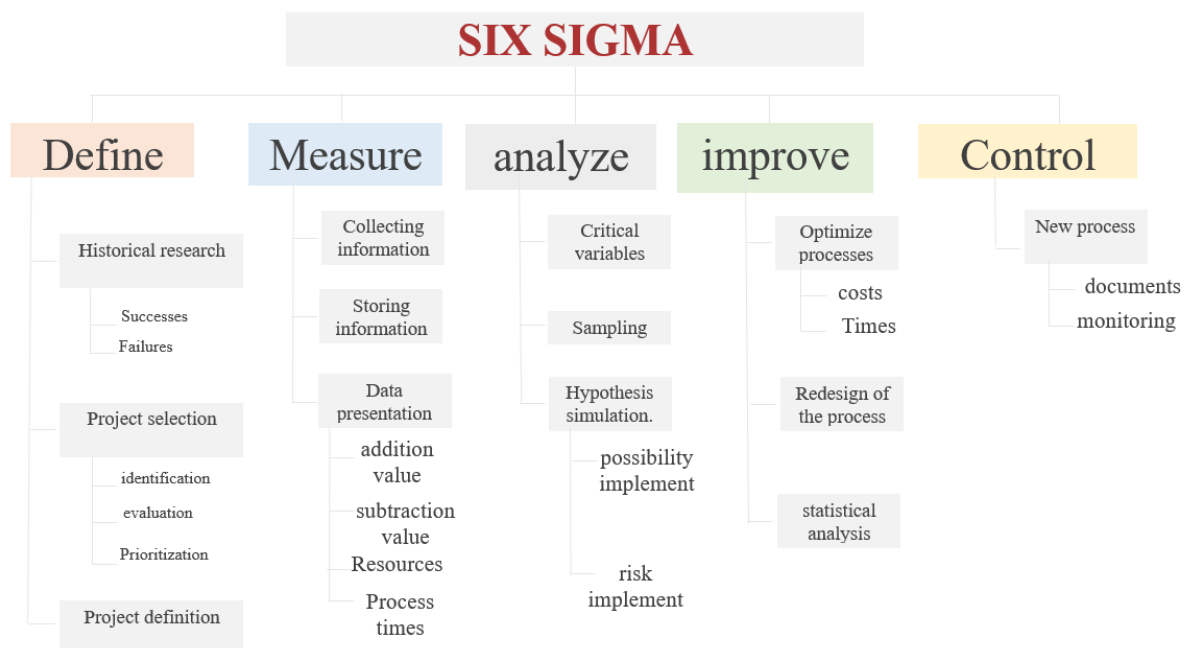 SIX SIGMA
Define
Historical research
Successes
Failures
Project selection
identification
evaluation
Prioritization
Project definition
Measure
Collecting
information
Storing
information
Data
presentation
addition
value
subtraction
value
Resources
Process
times
analyze
Critical
variables
Sampling
Hypothesis
simulation.
possibility
implement
risk
implement
improve
Optimize
processes
costs
Times
Redesign of
the process
statistical
analysis
Control
New process
documents
monitoring